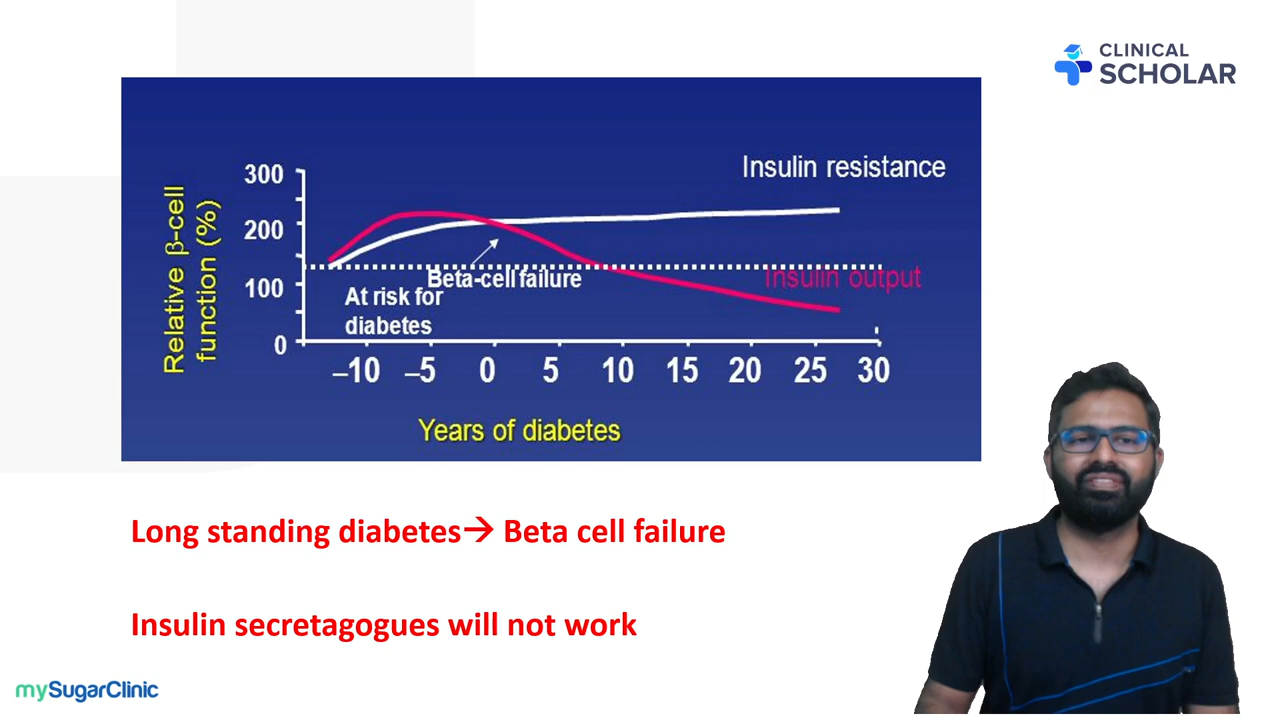 CLINICAL
SCHOLAR
Relative β-cell
function (%)
300
200
100
0
Insulin resistance
Insulin output
Beta-cell failure
At risk for
diabetes
–10 –5 0 5 10 15 20 25 30
Years of diabetes
Long standing diabetes→ Beta cell failure
Insulin secretagogues will not work
mySugarClinic